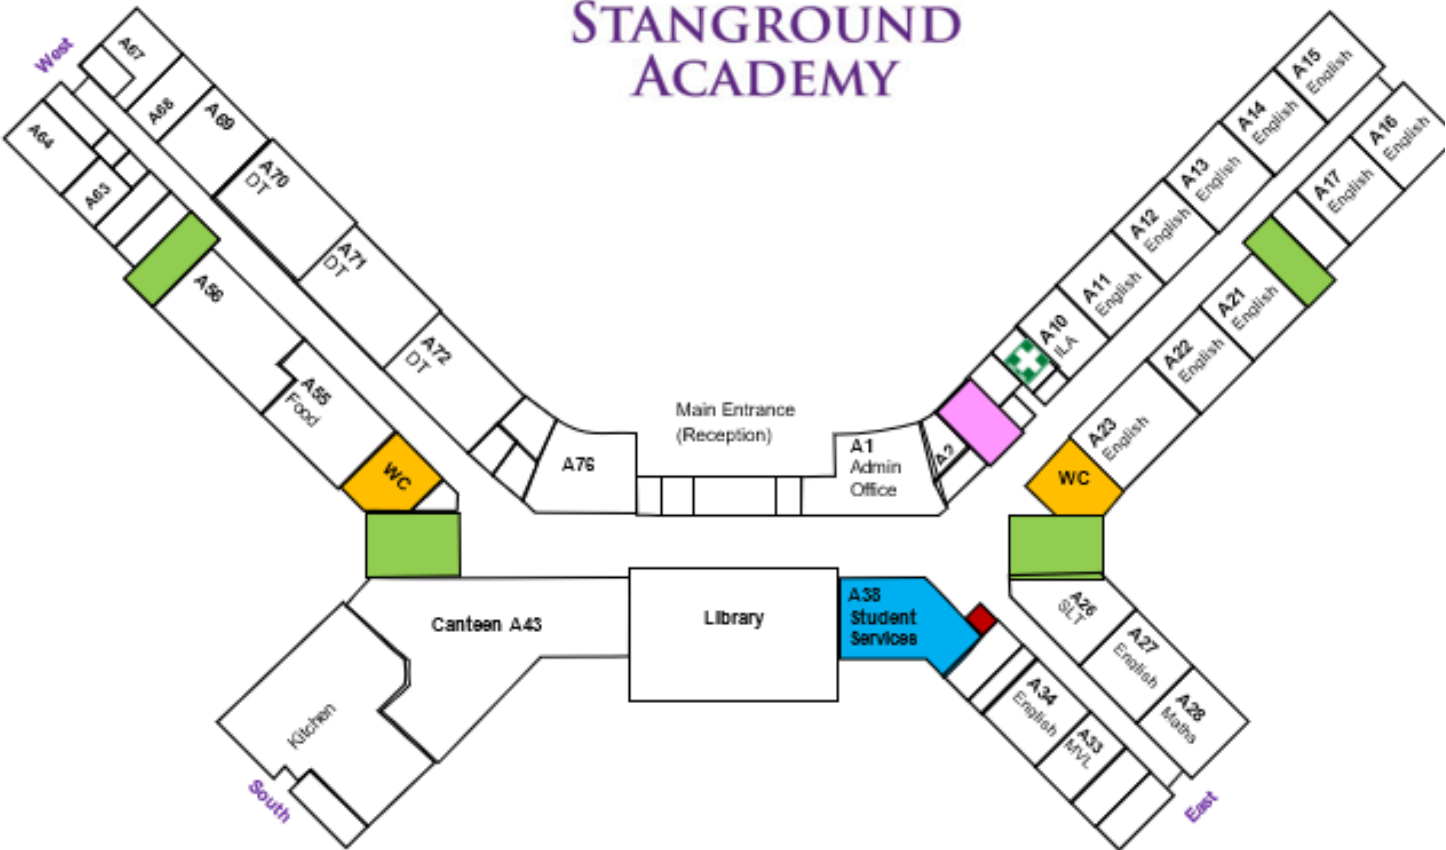 STANGROUND
ACADEMY
West
A67
A68
A69
A70
DT
A71
DT
A72
DT
A64
A63
A56
A55
Food
WC
A76
Main Entrance
(Reception)
A1
Admin
Office
A2
A10
ILA
A11
English
A12
English
A13
English
A14
English
A15
English
A16
English
A17
English
A21
English
A22
English
A23
English
WC
Canteen A43
Library
A38
Student
Services
A26
SLT
A27
English
A28
Maths
A34
English
A33
MVL
Kitchen
South
East